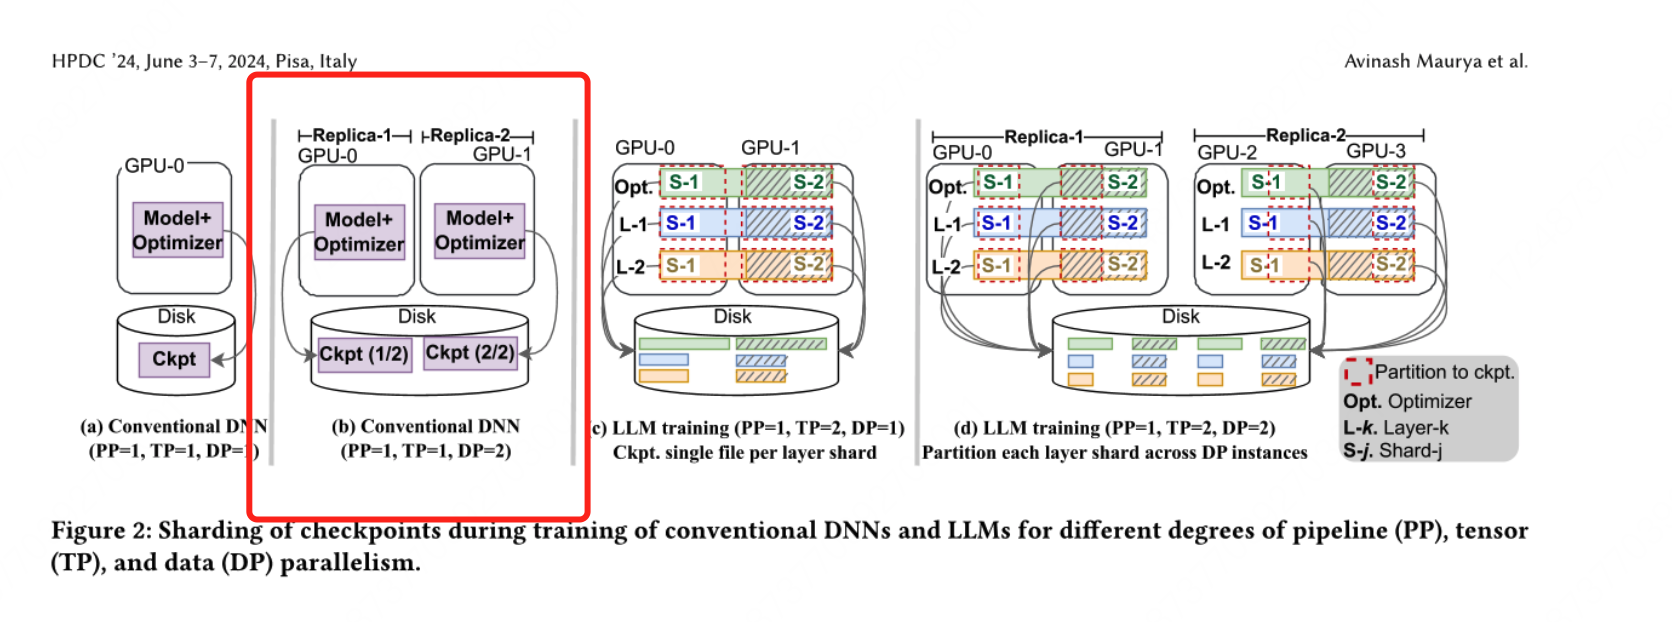 HPDC ’24, June 3–7, 2024, Pisa, Italy
Avinash Maurya et al.
GPU-0
Model+
Optimizer
Disk
Ckpt
(a) Conventional DNN
(PP=1, TP=1, DP=1)
Replica-1
Replica-2
GPU-0
GPU-1
Model+
Optimizer
Model+
Optimizer
Disk
Ckpt (1/2)
Ckpt (2/2)
(b) Conventional DNN
(PP=1, TP=1, DP=2)
GPU-0
GPU-1
Opt.
S-1
S-2
L-1
S-1
S-2
L-2
S-1
S-2
Disk
c) LLM training (PP=1, TP=2, DP=1)
Ckpt. single file per layer shard
Replica-1
Replica-2
GPU-0
GPU-1
GPU-2
GPU-3
Opt.
S-1
S-2
Opt.
S-1
S-2
L-1
S-1
S-2
L-1
S-1
S-2
L-2
S-1
S-2
L-2
S-1
S-2
Disk
(d) LLM training (PP=1, TP=2, DP=2)
Partition each layer shard across DP instances
Partition to ckpt.
Opt. Optimizer
L-k. Layer-k
S-j. Shard-j
Figure 2: Sharding of checkpoints during training of conventional DNNs and LLMs for different degrees of pipeline (PP), tensor
(TP), and data (DP) parallelism.